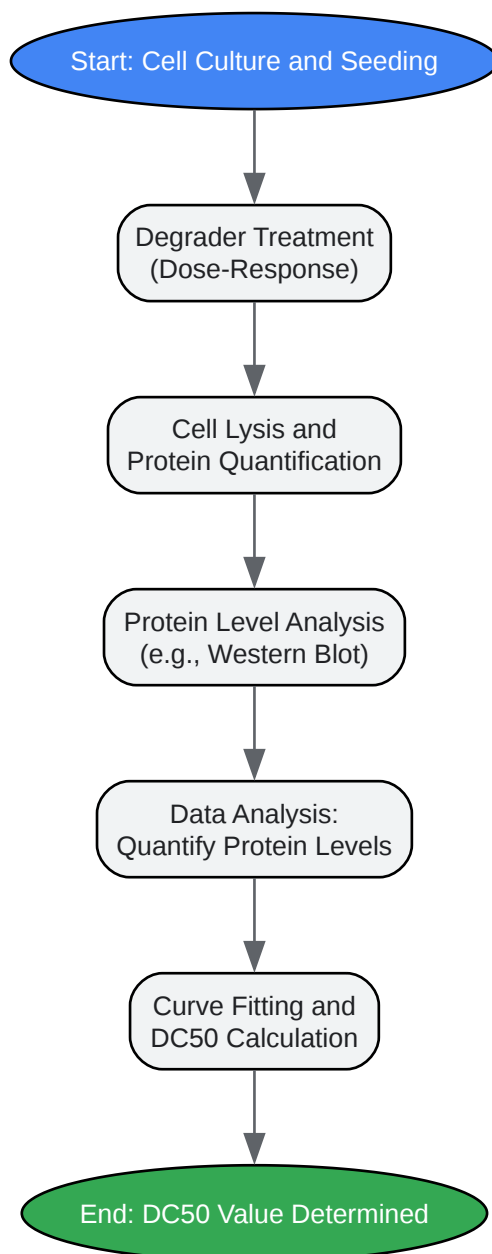 Start: Cell Culture and Seeding
Degrader Treatment
(Dose-Response)
Cell Lysis and
Protein Quantification
Protein Level Analysis
(e.g., Western Blot)
Data Analysis:
Quantify Protein Levels
Curve Fitting and
DC50 Calculation
End: DC50 Value Determined